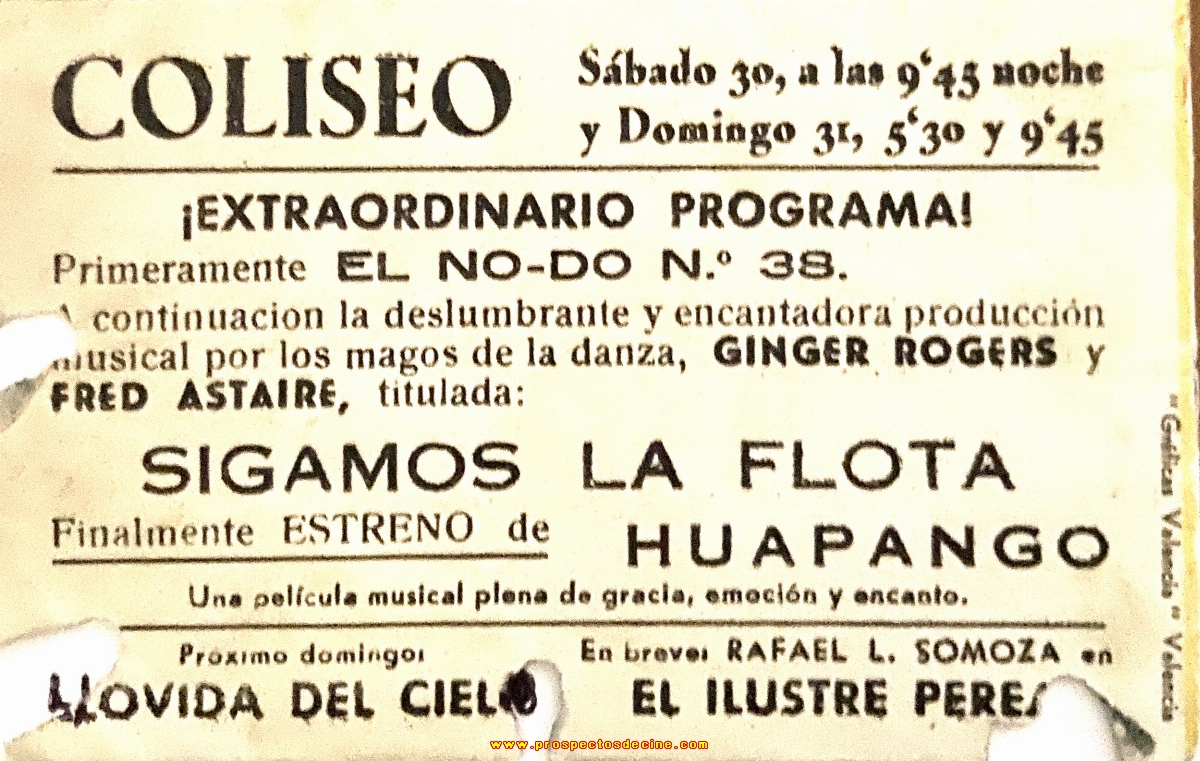 COLISEO
Sábado 30, a las 9'45 noche
y Domingo 31, 5'30 y 9'45
¡EXTRAORDINARIO PROGRAMA!
Primeramente EL NO-DO N.º 38.
A continuacion la deslumbrante y encantadora producción
musical por los magos de la danza, GINGER ROGERS y
FRED ASTAIRE, titulada:
SIGAMOS LA FLOTA
Finalmente ESTRENO de HUAPANGO
Una película musical plena de gracia, emoción y encanto.
Próximo domingo:
LLOVIDA DEL CIELO
En breve: RAFAEL L. SOMOZA en
EL ILUSTRE
"Gráficas Valencia" Valencia
www.prospectosdecine.com